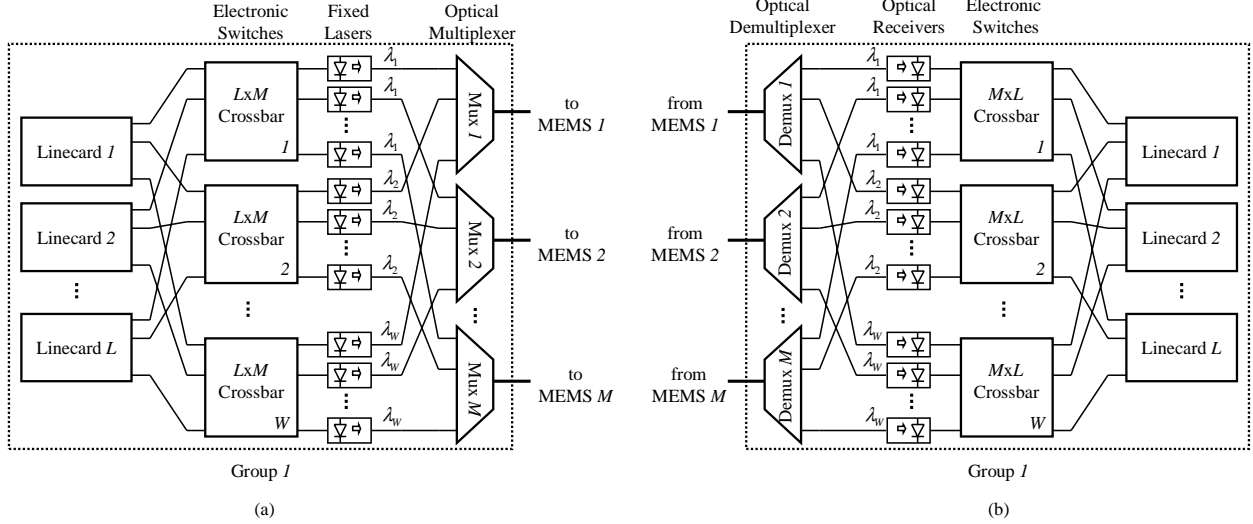 Electronic
Switches
Fixed
Lasers
Optical
Multiplexer
Linecard 1
Linecard 2
Linecard L
LxM
Crossbar
1
LxM
Crossbar
2
LxM
Crossbar
W
λ1
λ1
λ1
λ2
λ2
λ2
λW
λW
λW
Mux 1
Mux 2
Mux M
to
MEMS 1
to
MEMS 2
to
MEMS M
Group 1
(a)
Optical
Demultiplexer
Optical
Receivers
Electronic
Switches
from
MEMS 1
from
MEMS 2
from
MEMS M
Demux 1
Demux 2
Demux M
λ1
λ1
λ1
λ2
λ2
λ2
λW
λW
λW
MxL
Crossbar
1
MxL
Crossbar
2
MxL
Crossbar
W
Linecard 1
Linecard 2
Linecard L
Group 1
(b)